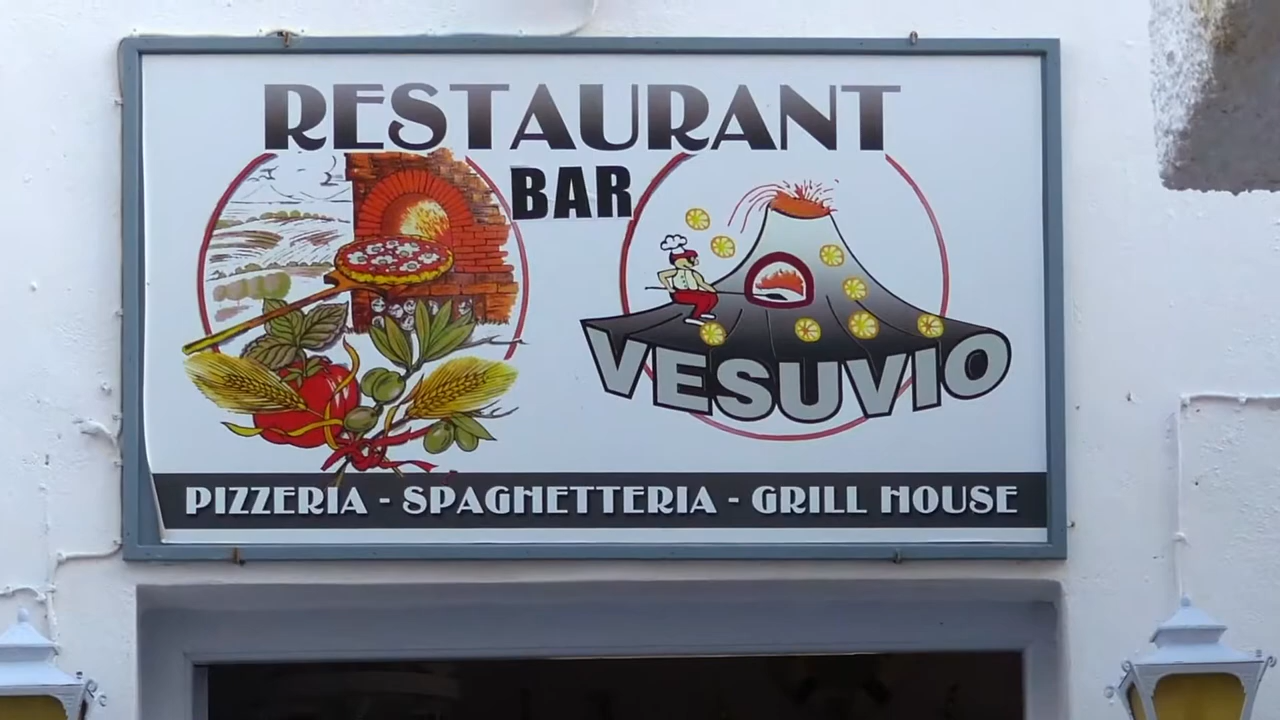 RESTAURANT
BAR
VESUVIO
PIZZERIA - SPAGHETTERIA - GRILL HOUSE